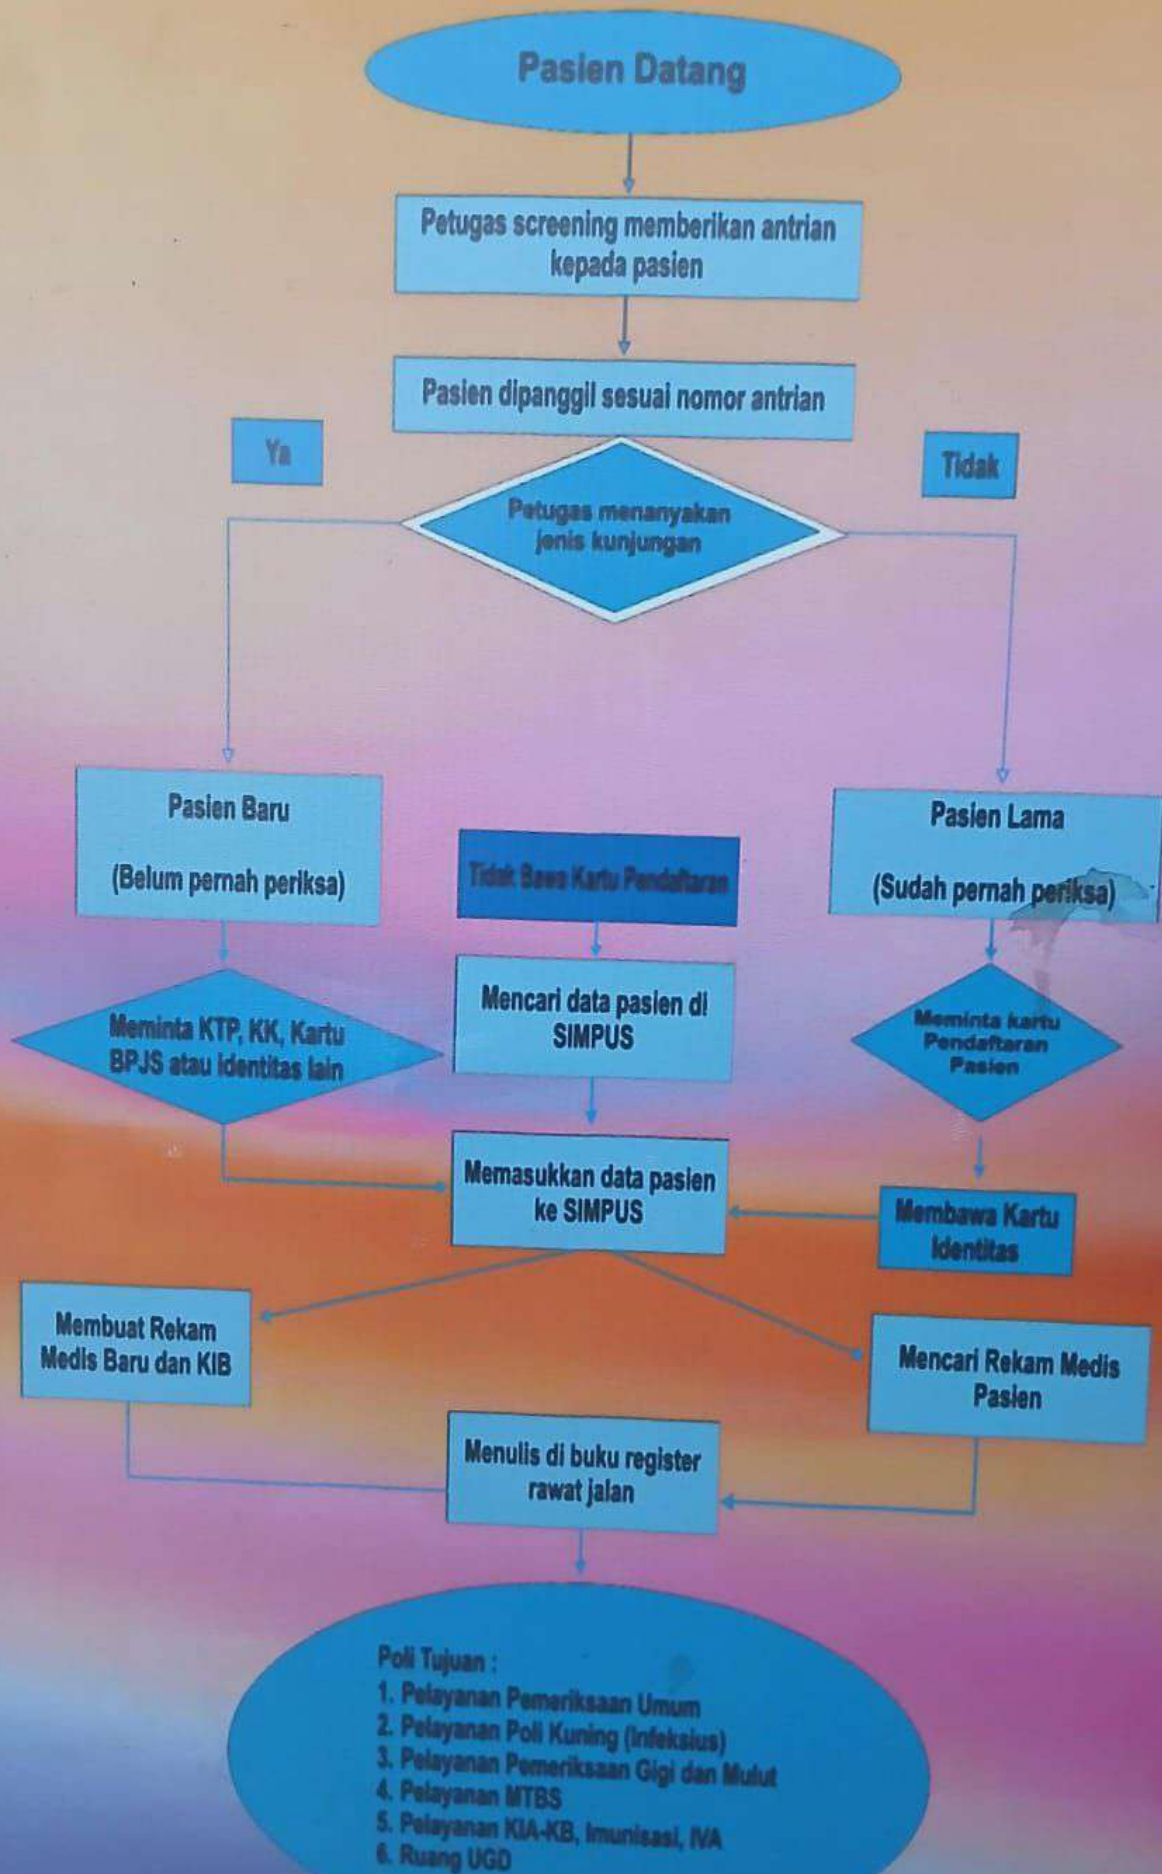 Pasien Datang
Petugas screening memberikan antrian
kepada pasien
Pasien dipanggil sesuai nomor antrian
Ya
Tidak
Petugas menanyakan
jenis kunjungan
Pasien Baru
(Belum pernah periksa)
Tidak Bawa Kartu Pendaftaran
Pasien Lama
(Sudah pernah periksa)
Meminta KTP, KK, Kartu
BPJS atau identitas lain
Mencari data pasien di
SIMPUS
Meminta kartu
Pendaftaran
Pasien
Memasukkan data pasien
ke SIMPUS
Membawa Kartu
Identitas
Membuat Rekam
Medis Baru dan KIB
Mencari Rekam Medis
Pasien
Menulis di buku register
rawat jalan
Poli Tujuan :
1. Pelayanan Pemeriksaan Umum
2. Pelayanan Poli Kuning (Infeksius)
3. Pelayanan Pemeriksaan Gigi dan Mulut
4. Pelayanan MTBS
5. Pelayanan KIA-KB, Imunisasi, IVA
6. Ruang UGD